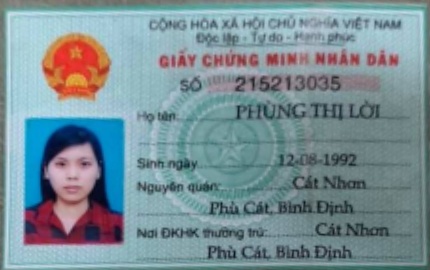 CỘNG HÒA XÃ HỘI CHỦ NGHĨA VIỆT NAM
Độc lập - Tự do - Hạnh phúc
GIẤY CHỨNG MINH NHÂN DÂN
SỐ 215213035
Họ tên PHÙNG THỊ LỜI
Sinh ngày 12-08-1992
Nguyên quán: Cát Nhơn
Phù Cát, Bình Định
Nơi ĐKHK thường trú: Cát Nhơn
Phù Cát, Bình Định